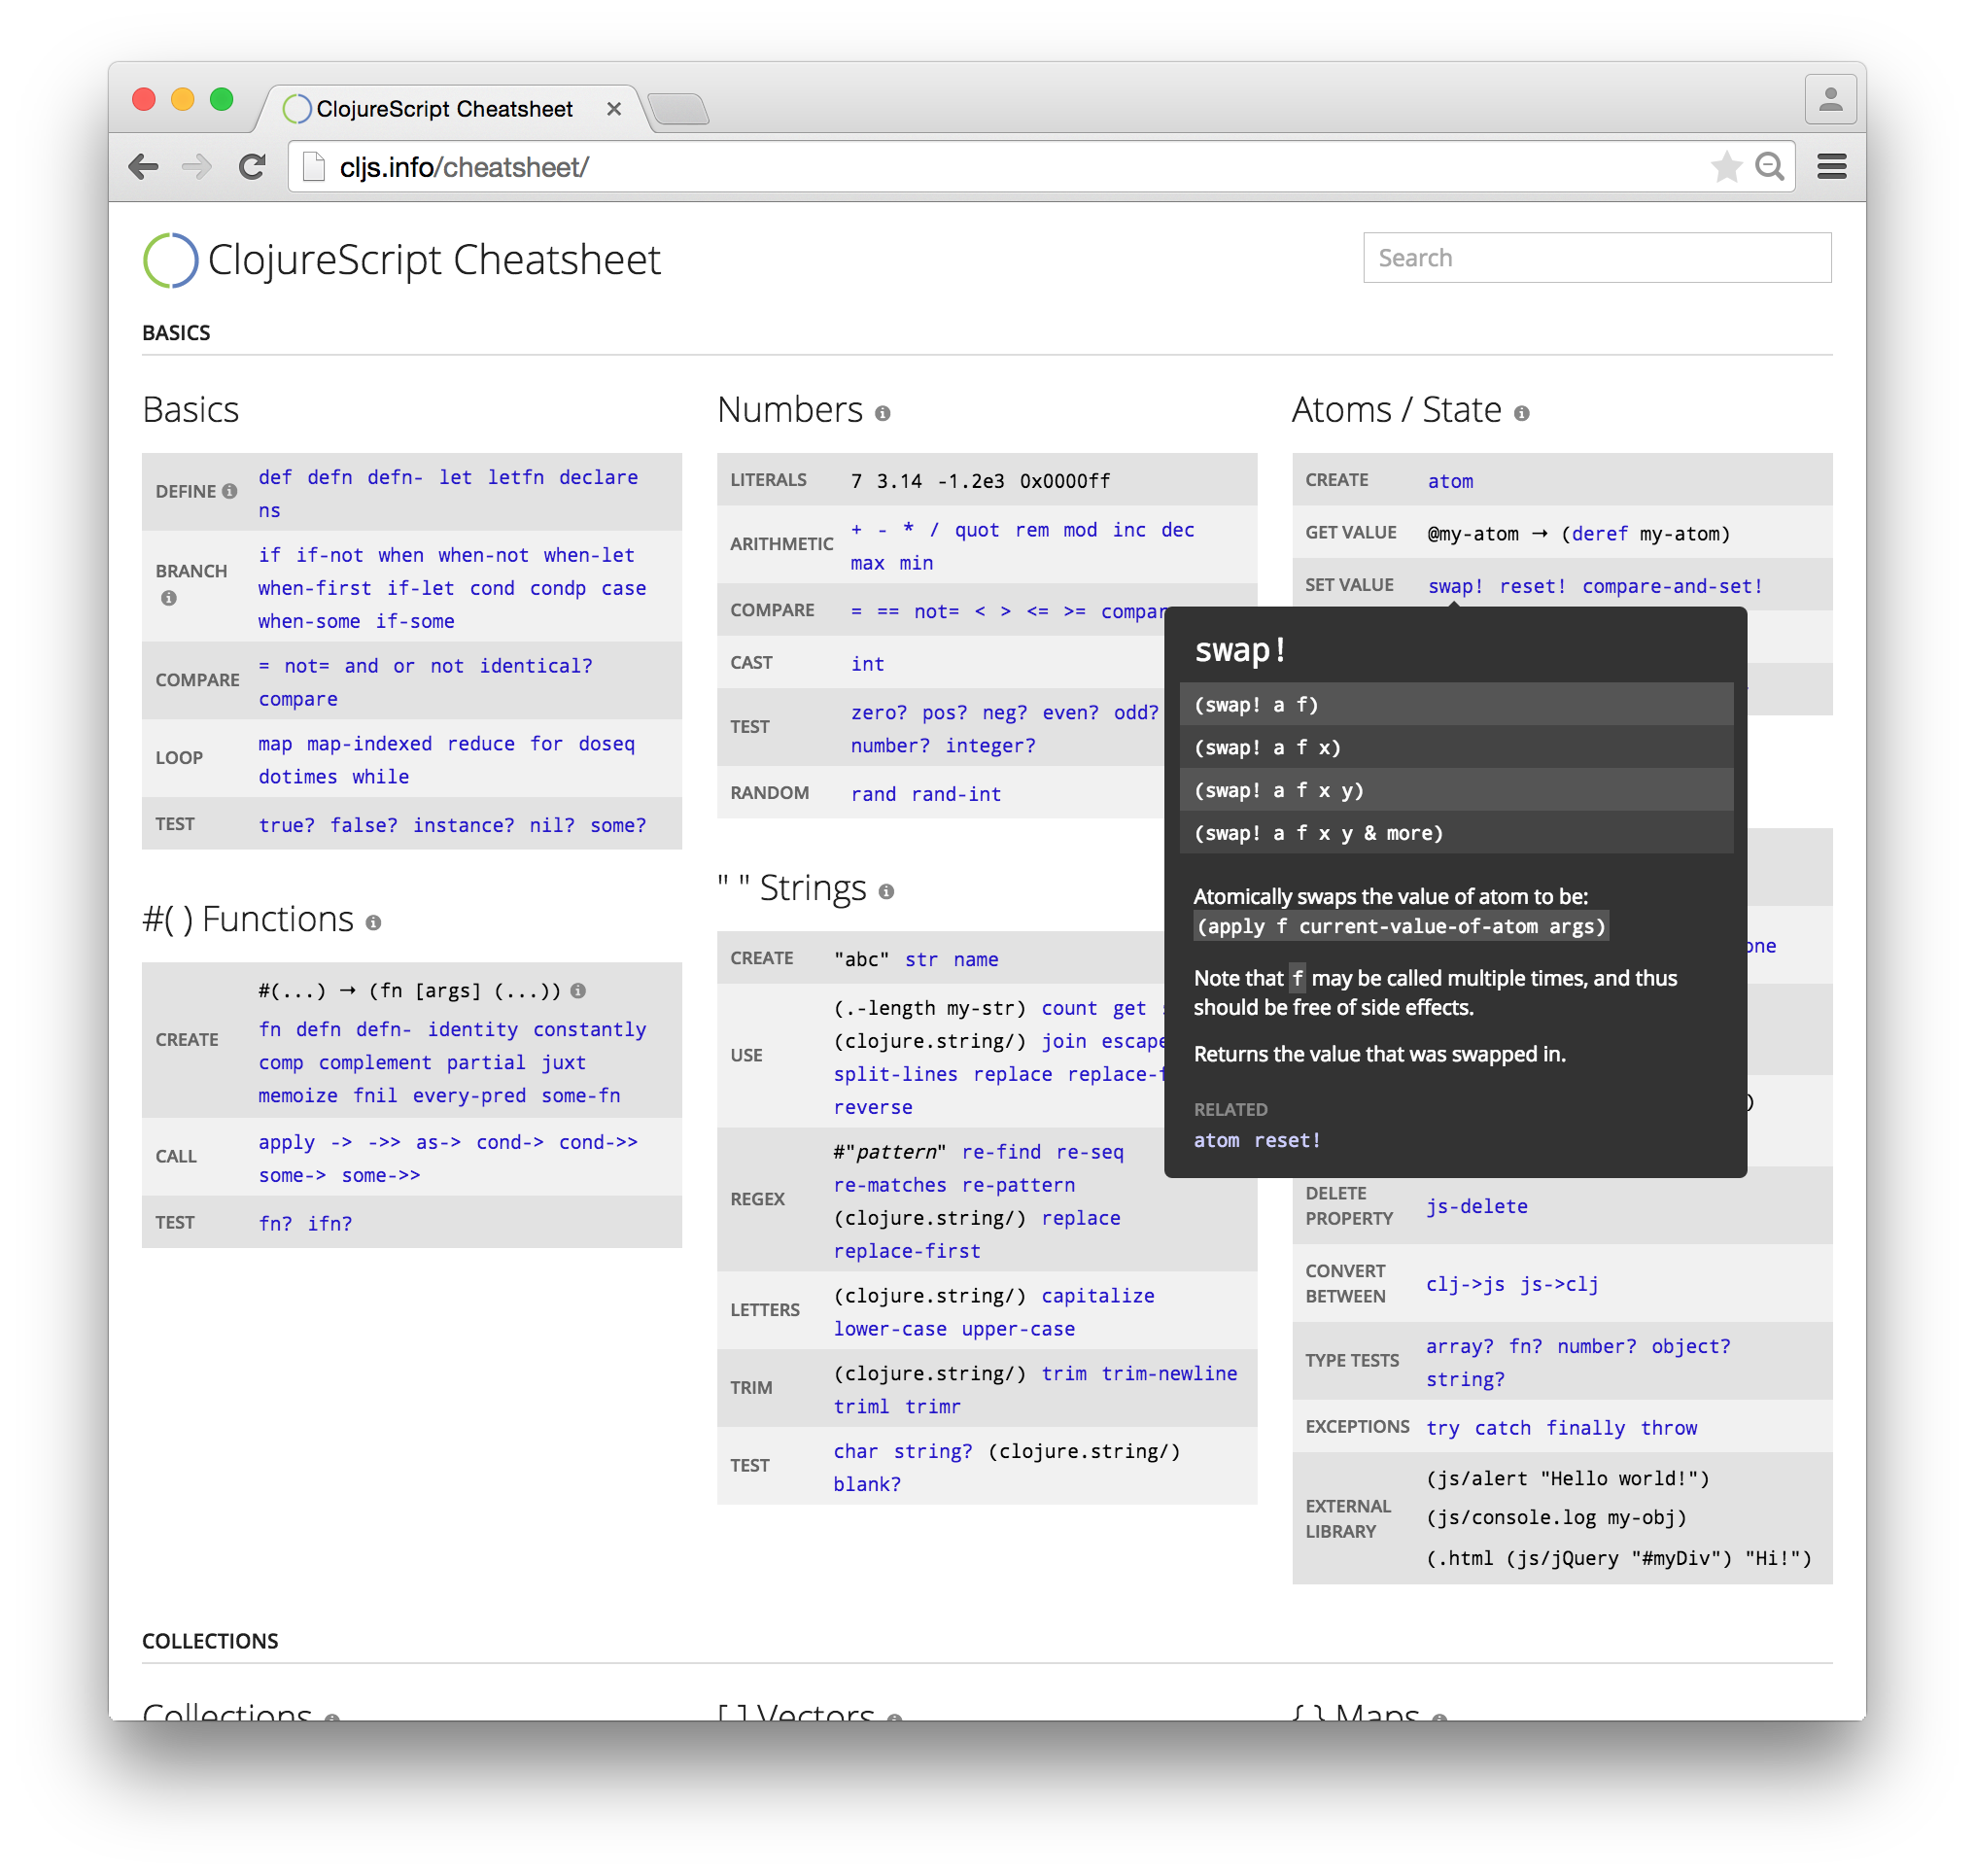 ClojureScript Cheatsheet
cljs.info/cheatsheet/
ClojureScript Cheatsheet
Search
BASICS
Basics
DEFINE
def defn defn- let letfn declare
ns
BRANCH
if if-not when when-not when-let
when-first if-let cond condp case
when-some if-some
COMPARE
= not= and or not identical?
compare
LOOP
map map-indexed reduce for doseq
dotimes while
TEST
true? false? instance? nil? some?
#( ) Functions
CREATE
#(...) → (fn [args] (...))
fn defn defn- identity constantly
comp complement partial juxt
memoize fnil every-pred some-fn
CALL
apply -> ->> as-> cond-> cond->>
some-> some->>
TEST
fn? ifn?
Numbers
LITERALS
7 3.14 -1.2e3 0x0000ff
ARITHMETIC
+ - * / quot rem mod inc dec
max min
COMPARE
= == not= < > <= >=
CAST
int
TEST
zero? pos? neg? even? odd?
number? integer?
RANDOM
rand rand-int
" " Strings
CREATE
"abc" str name
USE
(.-length my-str) count get
(clojure.string/) join escape
split-lines replace
reverse
REGEX
#"pattern" re-find re-seq
re-matches re-pattern
(clojure.string/) replace
replace-first
LETTERS
(clojure.string/) capitalize
lower-case upper-case
TRIM
(clojure.string/) trim trim-newline
triml trimr
TEST
char string? (clojure.string/)
blank?
Atoms / State
CREATE
atom
GET VALUE
@my-atom → (deref my-atom)
SET VALUE
swap! reset! compare-and-set!
swap!
(swap! a f)
(swap! a f x)
(swap! a f x y)
(swap! a f x y & more)
Atomically swaps the value of atom to be:
(apply f current-value-of-atom args)
Note that f may be called multiple times, and thus
should be free of side effects.
Returns the value that was swapped in.
RELATED
atom reset!
DELETE
PROPERTY
js-delete
CONVERT
BETWEEN
clj->js js->clj
TYPE TESTS
array? fn? number? object?
string?
EXCEPTIONS
try catch finally throw
EXTERNAL
LIBRARY
(js/alert "Hello world!")
(js/console.log my-obj)
(.html (js/jQuery "#myDiv") "Hi!")
COLLECTIONS
Collections
[ ] Vectors
{ } Maps